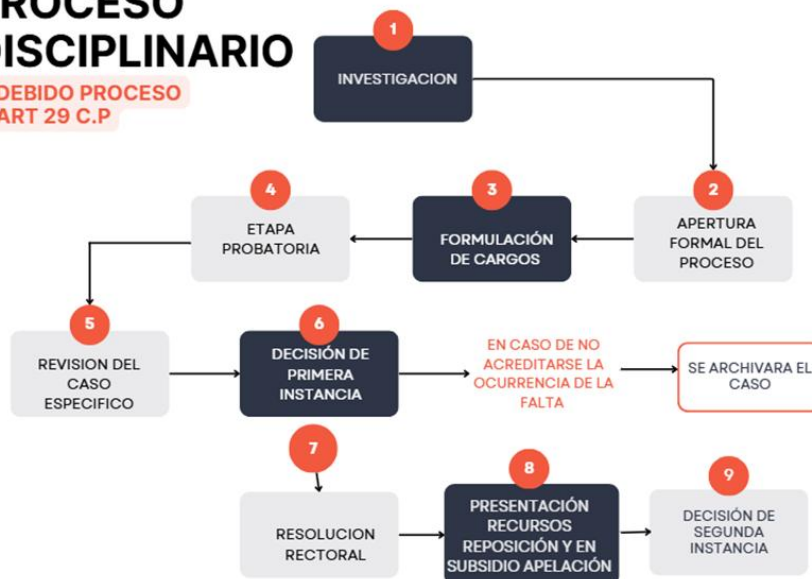 PROCESO
DISCIPLINARIO
DEBIDO PROCESO
ART 29 C.P
1
INVESTIGACION
2
APERTURA
FORMAL DEL
PROCESO
3
FORMULACIÓN
DE CARGOS
4
ETAPA
PROBATORIA
5
REVISION DEL
CASO
ESPECIFICO
6
DECISIÓN DE
PRIMERA
INSTANCIA
EN CASO DE NO
ACREDITARSE LA
OCURRENCIA DE LA
FALTA
SE ARCHIVARA EL
CASO
7
RESOLUCION
RECTORAL
8
PRESENTACIÓN
RECURSOS
REPOSICIÓN Y EN
SUBSIDIO APELACIÓN
9
DECISIÓN DE
SEGUNDA
INSTANCIA